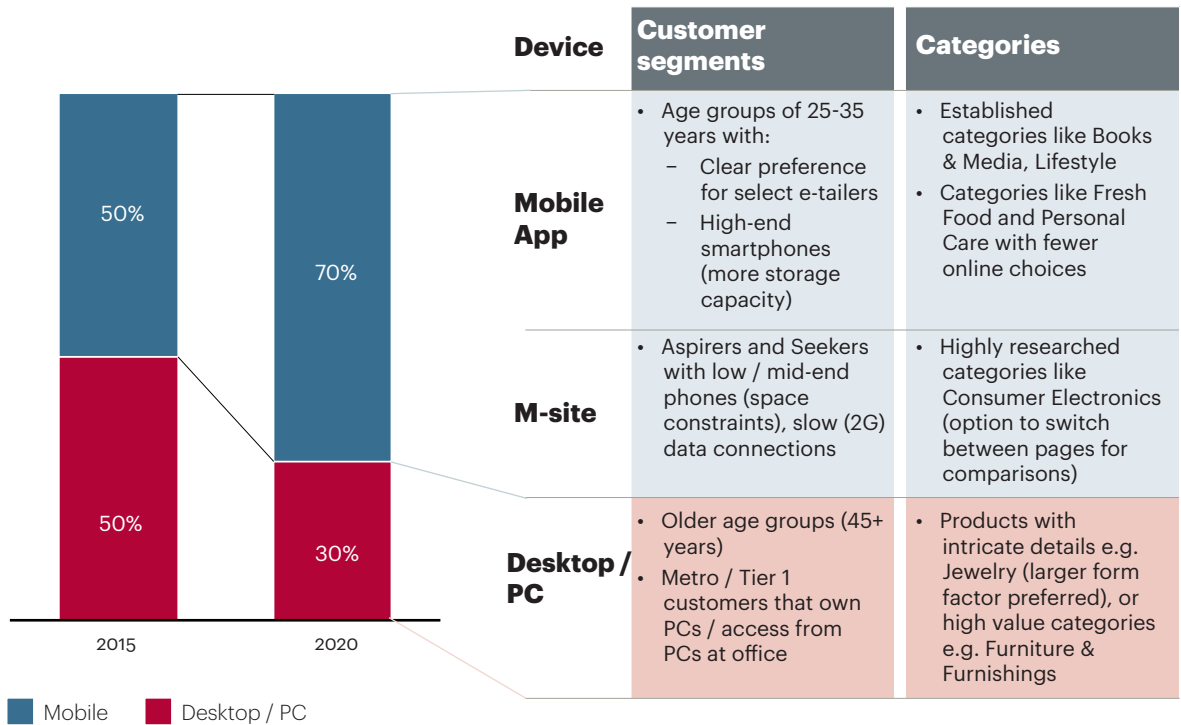 Device
Customer
segments
Categories
50%
50%
2015
70%
30%
2020
Mobile
Desktop / PC
Mobile
App
• Age groups of 25-35
years with:
– Clear preference
for select e-tailers
– High-end
smartphones
(more storage
capacity)
• Established
categories like Books
& Media, Lifestyle
• Categories like Fresh
Food and Personal
Care with fewer
online choices
M-site
• Aspirers and Seekers
with low / mid-end
phones (space
constraints), slow (2G)
data connections
• Highly researched
categories like
Consumer Electronics
(option to switch
between pages for
comparisons)
Desktop /
PC
• Older age groups (45+
years)
• Metro / Tier 1
customers that own
PCs / access from
PCs at office
• Products with
intricate details e.g.
Jewelry (larger form
factor preferred), or
high value categories
e.g. Furniture &
Furnishings